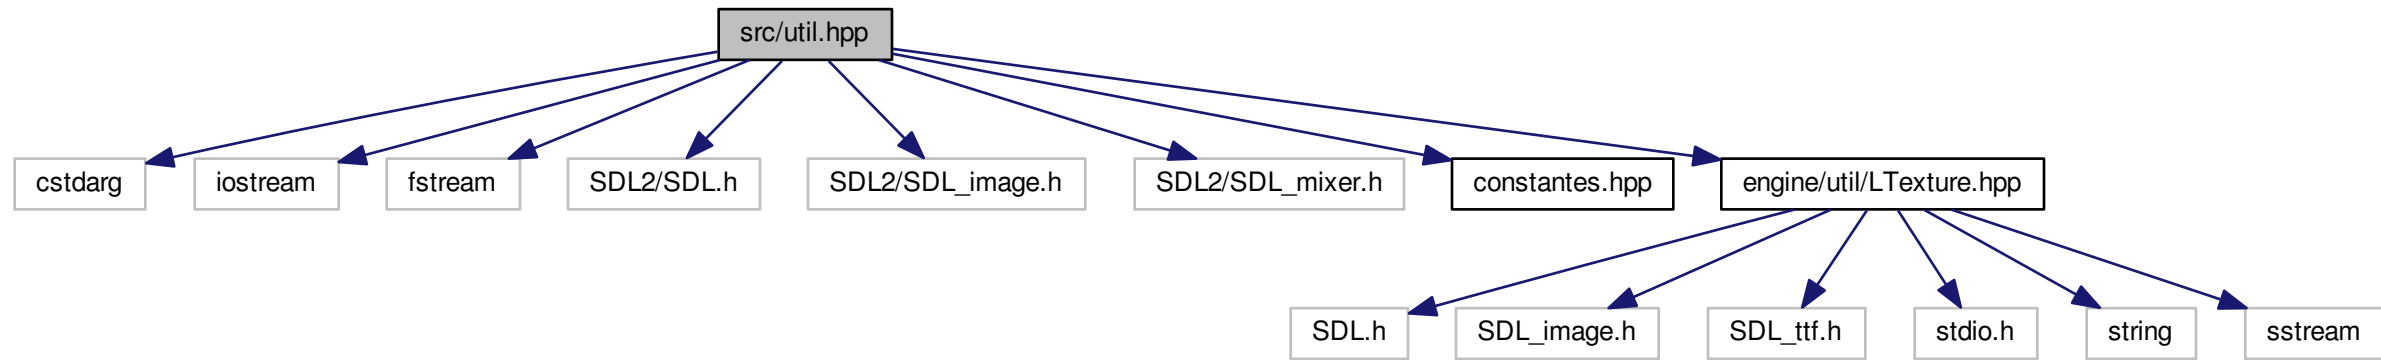 src/util.hpp
cstdarg
iostream
fstream
SDL2/SDL.h
SDL2/SDL_image.h
SDL2/SDL_mixer.h
constantes.hpp
engine/util/LTexture.hpp
SDL.h
SDL_image.h
SDL_ttf.h
stdio.h
string
sstream